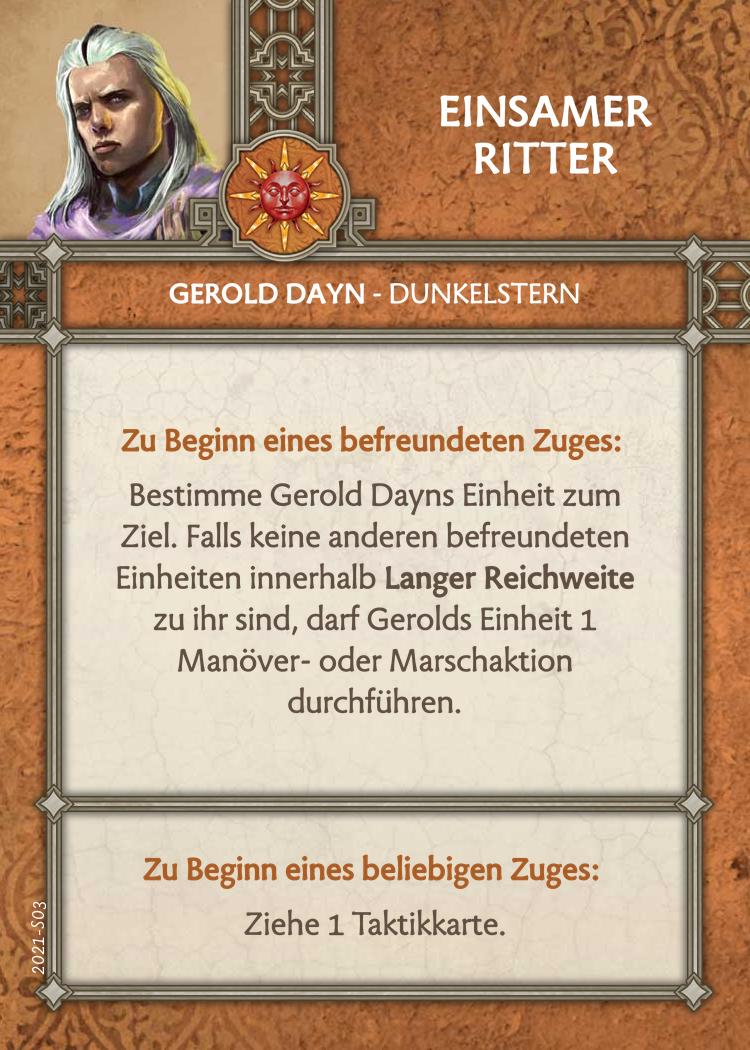 EINSAMER
RITTER
GEROLD DAYN - DUNKELSTERN
Zu Beginn eines befreundeten Zuges:
Bestimme Gerold Dayns Einheit zum
Ziel. Falls keine anderen befreundeten
Einheiten innerhalb Langer Reichweite
zu ihr sind, darf Gerolds Einheit 1
Manöver- oder Marschaktion
durchführen.
Zu Beginn eines beliebigen Zuges:
Ziehe 1 Taktikkarte.
2021-S03